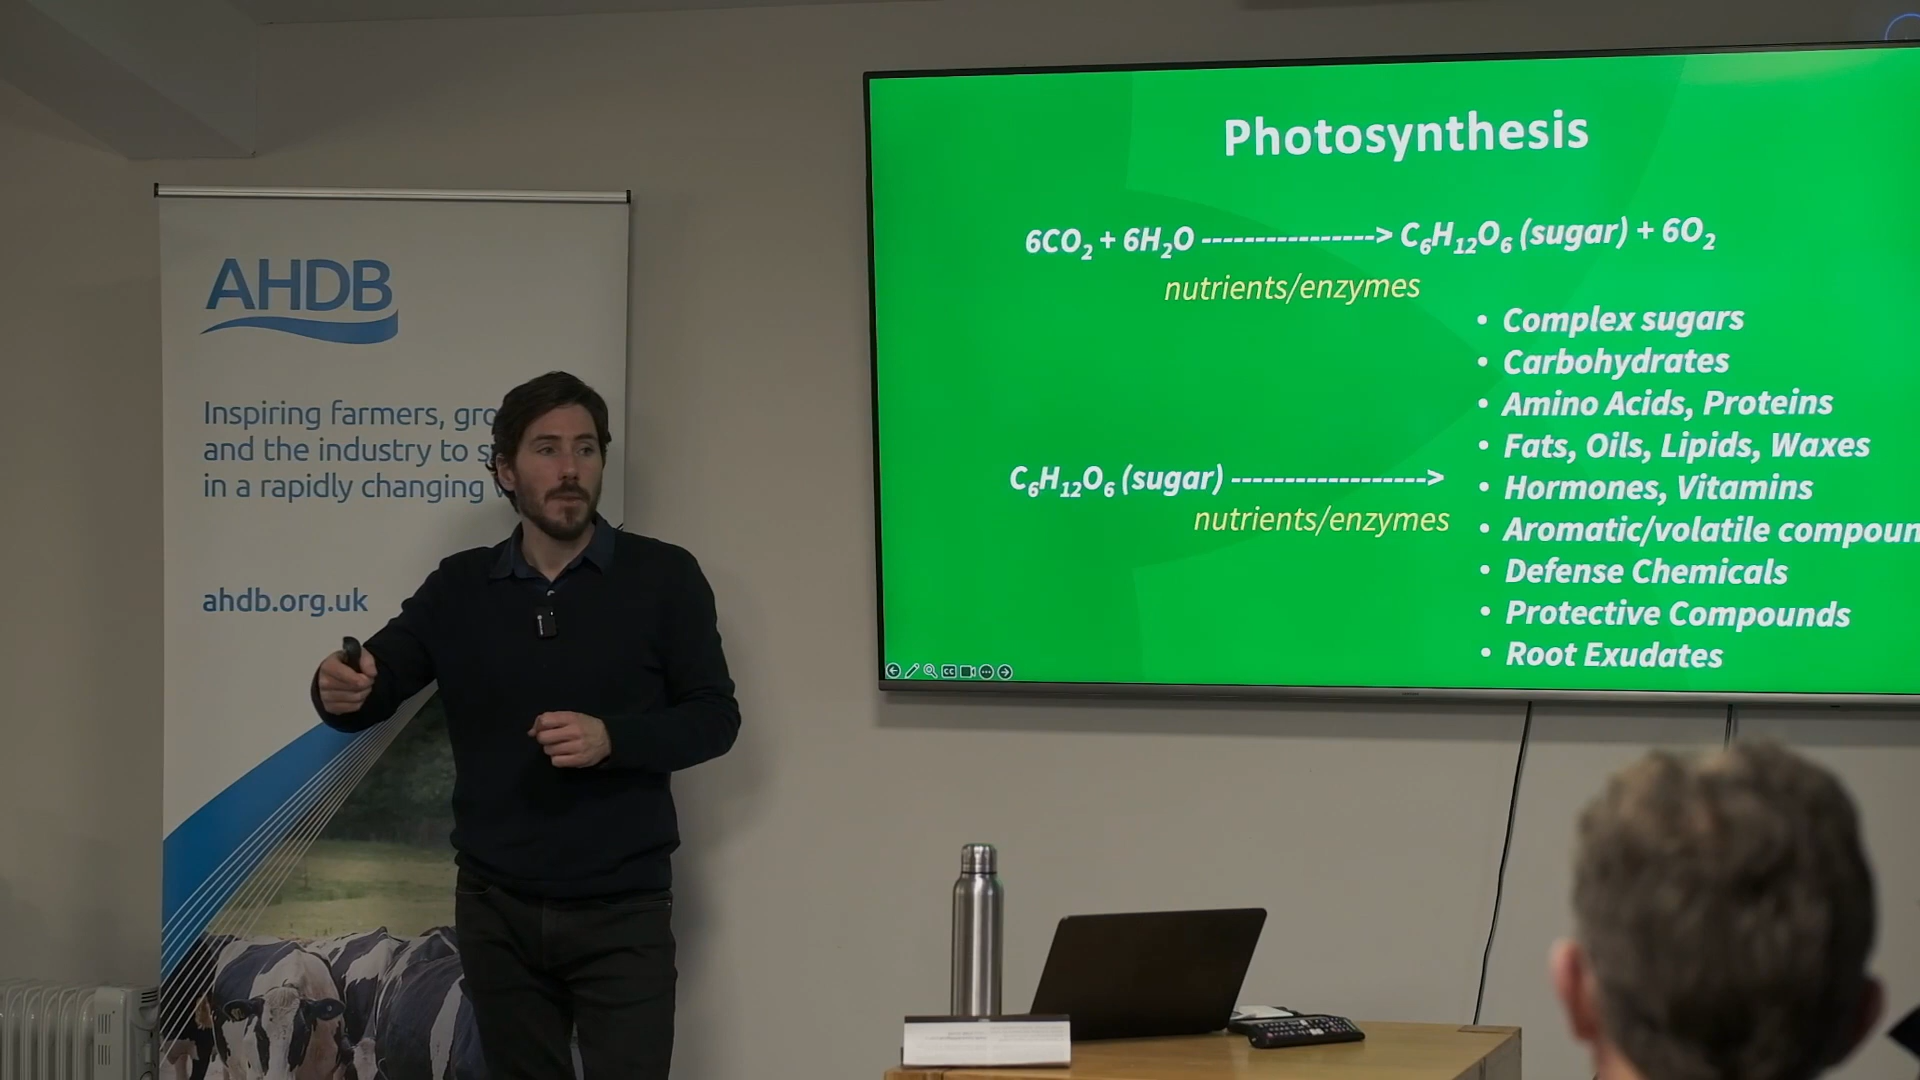 AHDB
Inspiring farmers, gro
and the industry to s
in a rapidly changing
ahdb.org.uk
Photosynthesis
6CO₂ + 6H₂O ----------------> C₆H₁₂O₆ (sugar) + 6O₂
nutrients/enzymes
C₆H₁₂O₆ (sugar) ------------------>
nutrients/enzymes
• Complex sugars
• Carbohydrates
• Amino Acids, Proteins
• Fats, Oils, Lipids, Waxes
• Hormones, Vitamins
• Aromatic/volatile compoun
• Defense Chemicals
• Protective Compounds
• Root Exudates